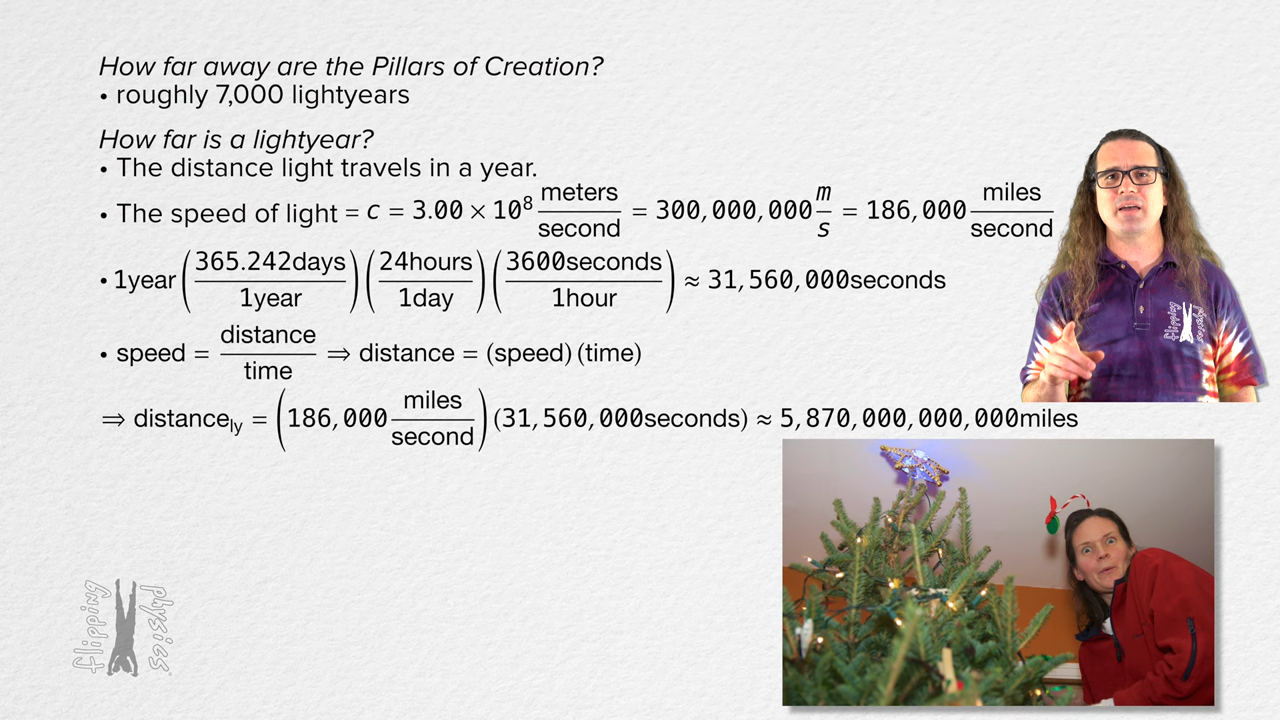 How far away are the Pillars of Creation?
• roughly 7,000 lightyears
How far is a lightyear?
• The distance light travels in a year.
• The speed of light = c = 3.00 × 10⁸ meters/second = 300,000,000 m/s = 186,000 miles/second
• 1year (365.242days/1year) (24hours/1day) (3600seconds/1hour) ≈ 31,560,000seconds
• speed = distance/time ⇒ distance = (speed)(time)
⇒ distance_ly = (186,000 miles/second)(31,560,000seconds) ≈ 5,870,000,000,000miles
flipping physics
flipping physics